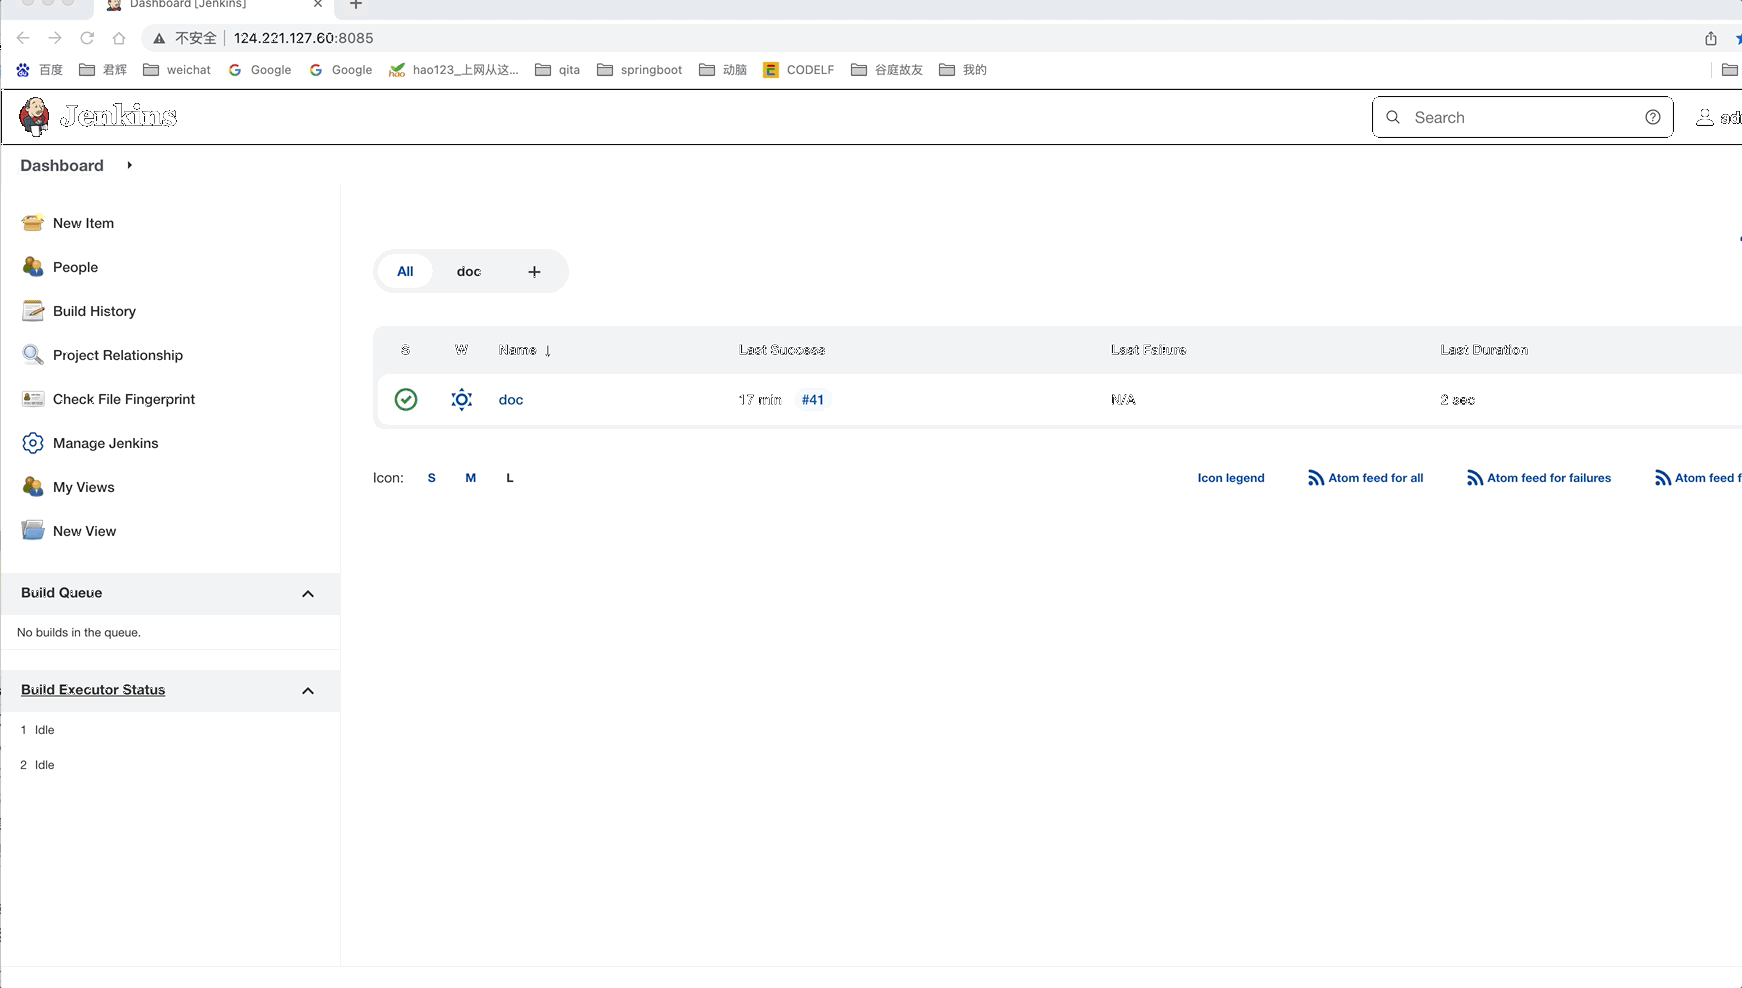 Dashboard [Jenkins]
不安全 124.221.127.60:8085
百度 君辉 weichat Google Google hao123_上网从这... qita springboot 动脑 CODELF 谷庭故友 我的
Jenkins Search
Dashboard
New Item
People
Build History
Project Relationship
Check File Fingerprint
Manage Jenkins
My Views
New View
Build Queue
No builds in the queue.
Build Executor Status
1 Idle
2 Idle
All doc +
S W Name ↓ Last Success Last Failure Last Duration
doc 17 min #41 N/A 2 sec
Icon: S M L Icon legend Atom feed for all Atom feed for failures Atom feed